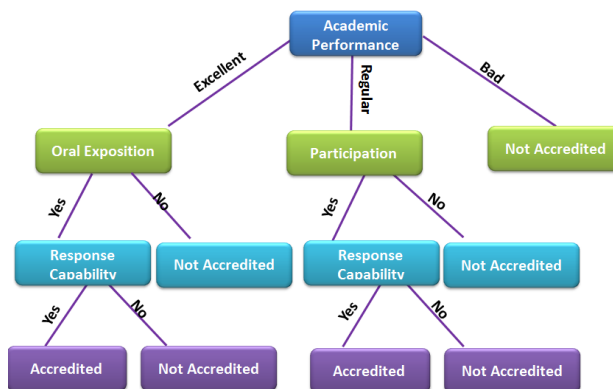 Academic
Performance
Excellent
Regular
Bad
Oral Exposition
Participation
Not Accredited
Yes
No
Yes
No
Response
Capability
Not Accredited
Response
Capability
Not Accredited
Yes
No
Yes
No
Accredited
Not Accredited
Accredited
Not Accredited